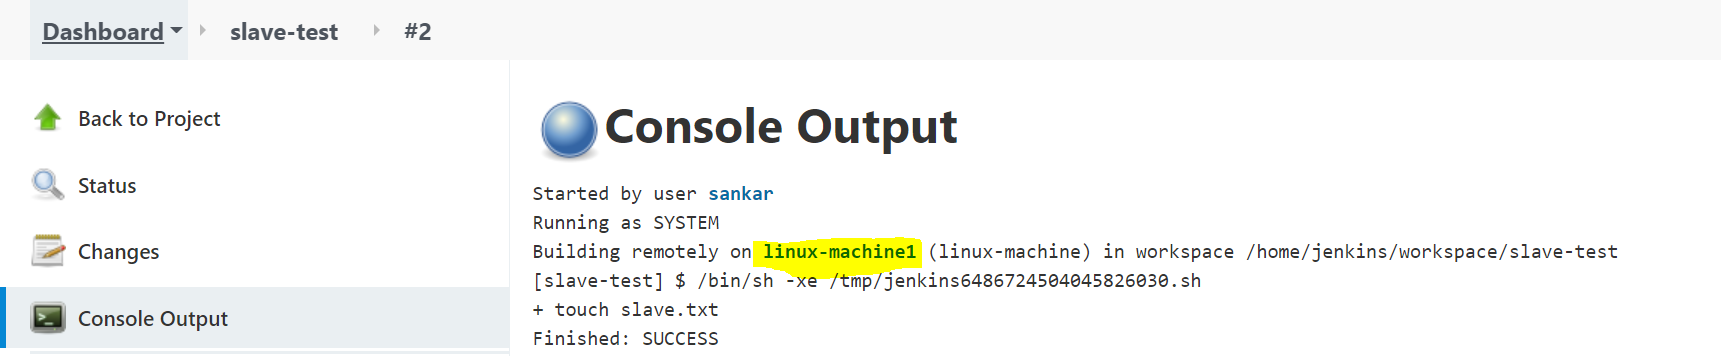 Dashboard slave-test #2
Back to Project
Status
Changes
Console Output
Console Output
Started by user sankar
Running as SYSTEM
Building remotely on linux-machine1 (linux-machine) in workspace /home/jenkins/workspace/slave-test
[slave-test] $ /bin/sh -xe /tmp/jenkins6486724504045826030.sh
+ touch slave.txt
Finished: SUCCESS